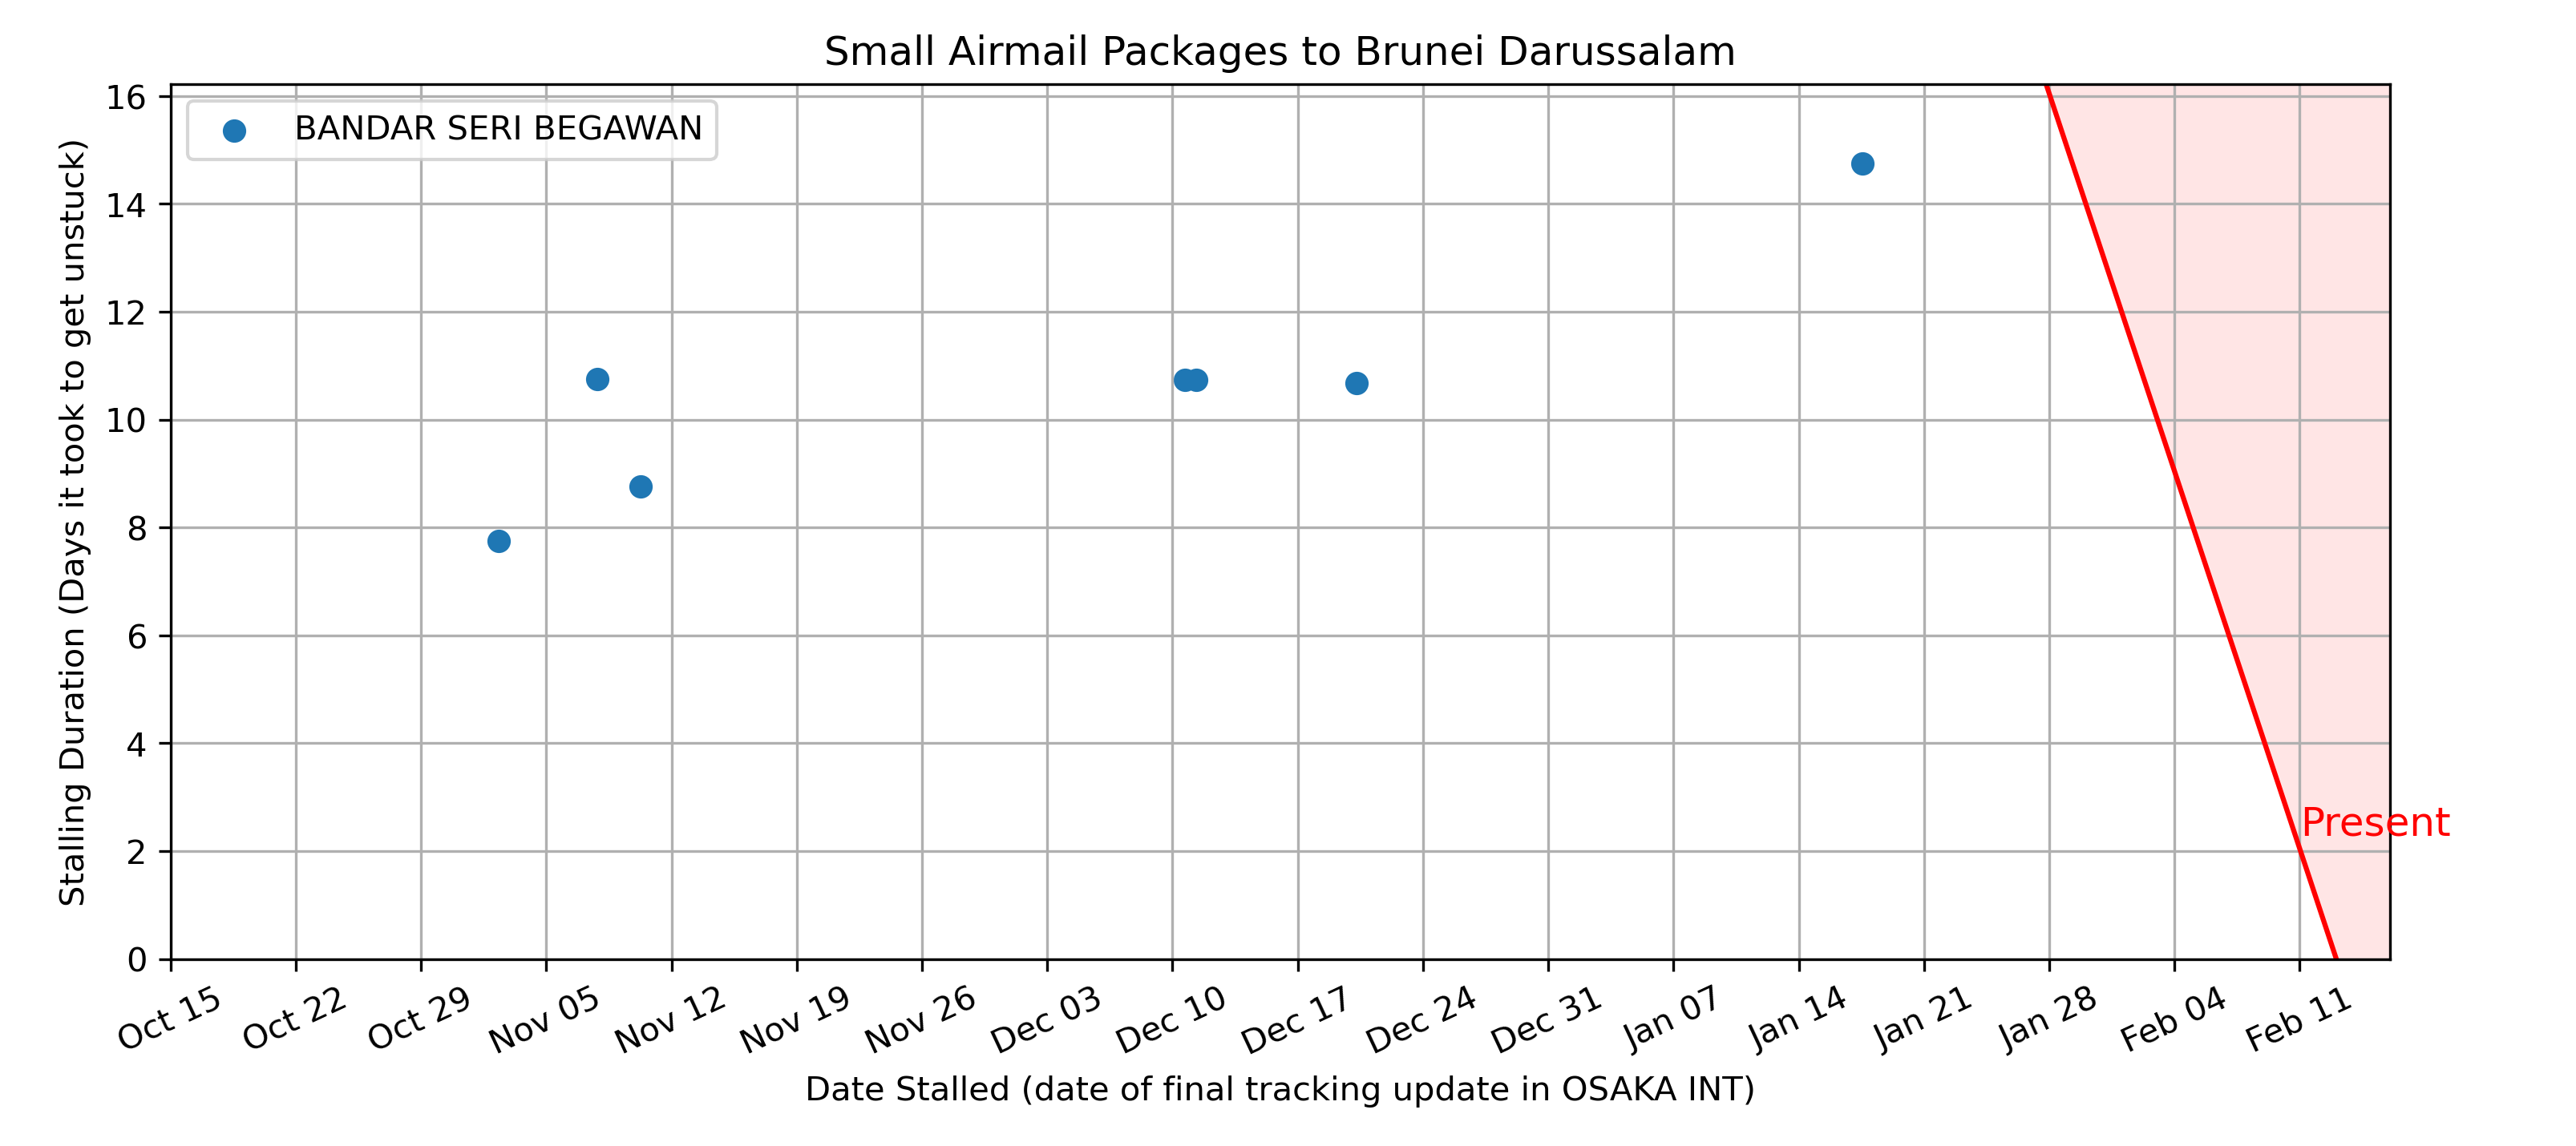 Small Airmail Packages to Brunei Darussalam
BANDAR SERI BEGAWAN
Stalling Duration (Days it took to get unstuck)
16
14
12
10
8
6
4
2
0
Present
Oct 15
Oct 22
Oct 29
Nov 05
Nov 12
Nov 19
Nov 26
Dec 03
Dec 10
Dec 17
Dec 24
Dec 31
Jan 07
Jan 14
Jan 21
Jan 28
Feb 04
Feb 11
Date Stalled (date of final tracking update in OSAKA INT)